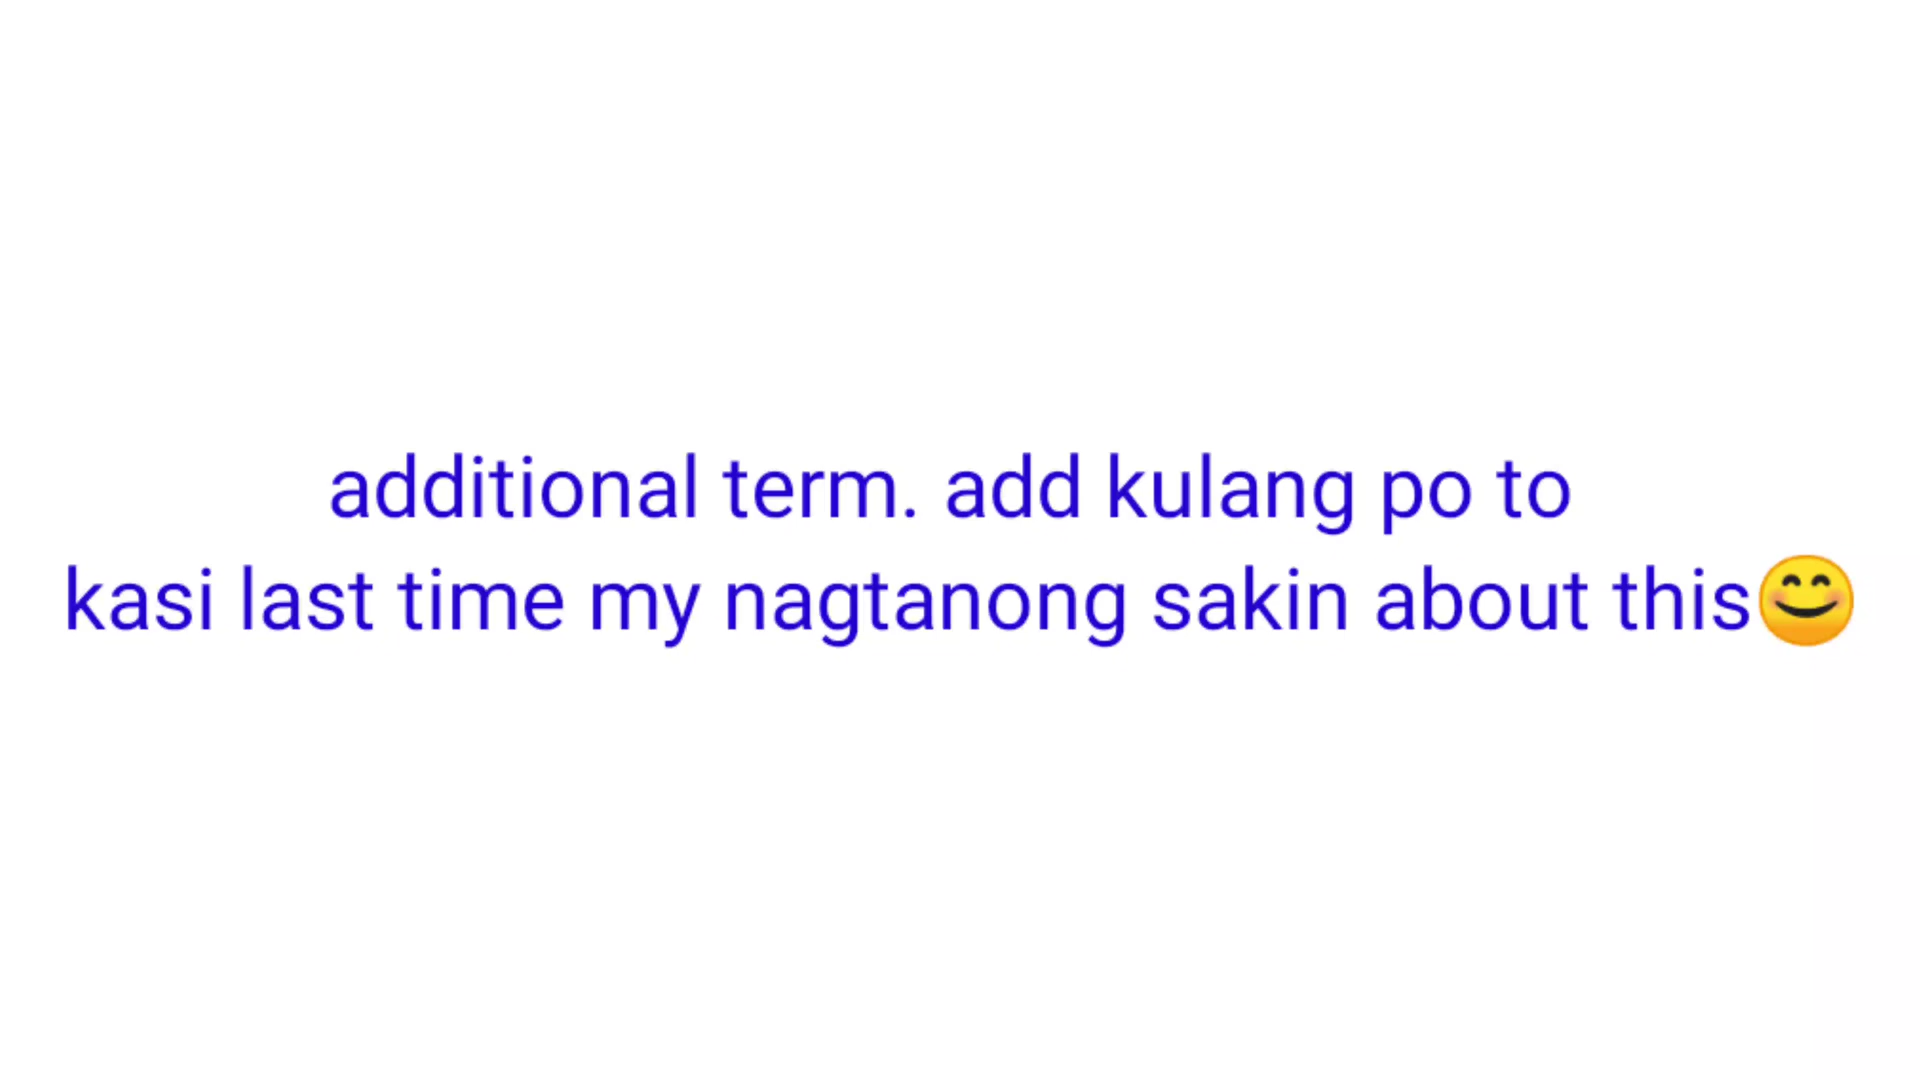 additional term. add kulang po to
kasi last time my nagtanong sakin about this😊